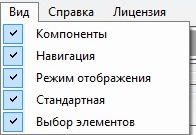 Вид Справка Лицензия
Компоненты
Навигация
Режим отображения
Стандартная
Выбор элементов